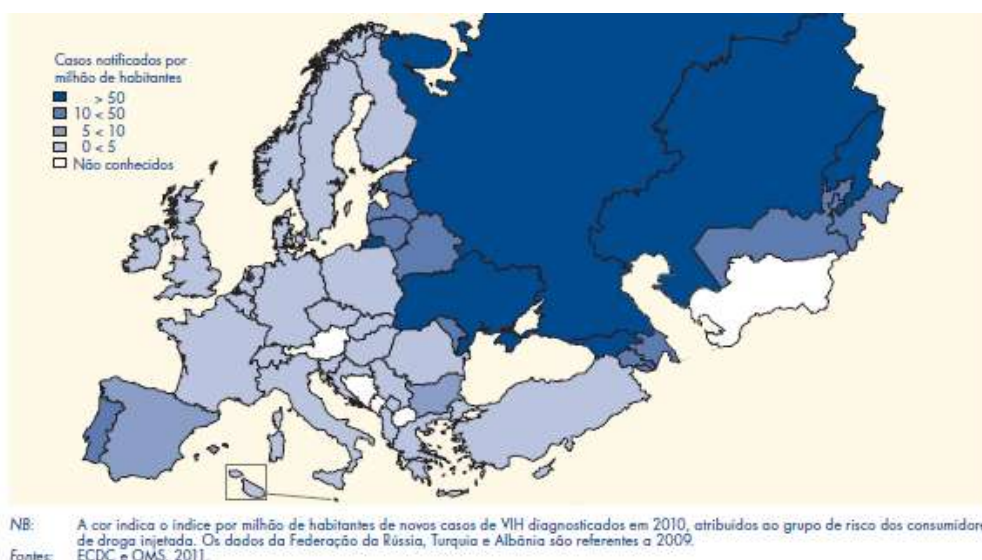 Casos notificados por
milhão de habitantes
> 50
10 < 50
5 < 10
0 < 5
Não conhecidos
NB: A cor indica o índice por milhão de habitantes de novos casos de VIH diagnosticados em 2010, atribuídos ao grupo de risco dos
de droga injetada. Os dados da Federação da Rússia, Turquia e Albânia são referentes a 2009.
Fontes: ECDC e OMS, 2011.